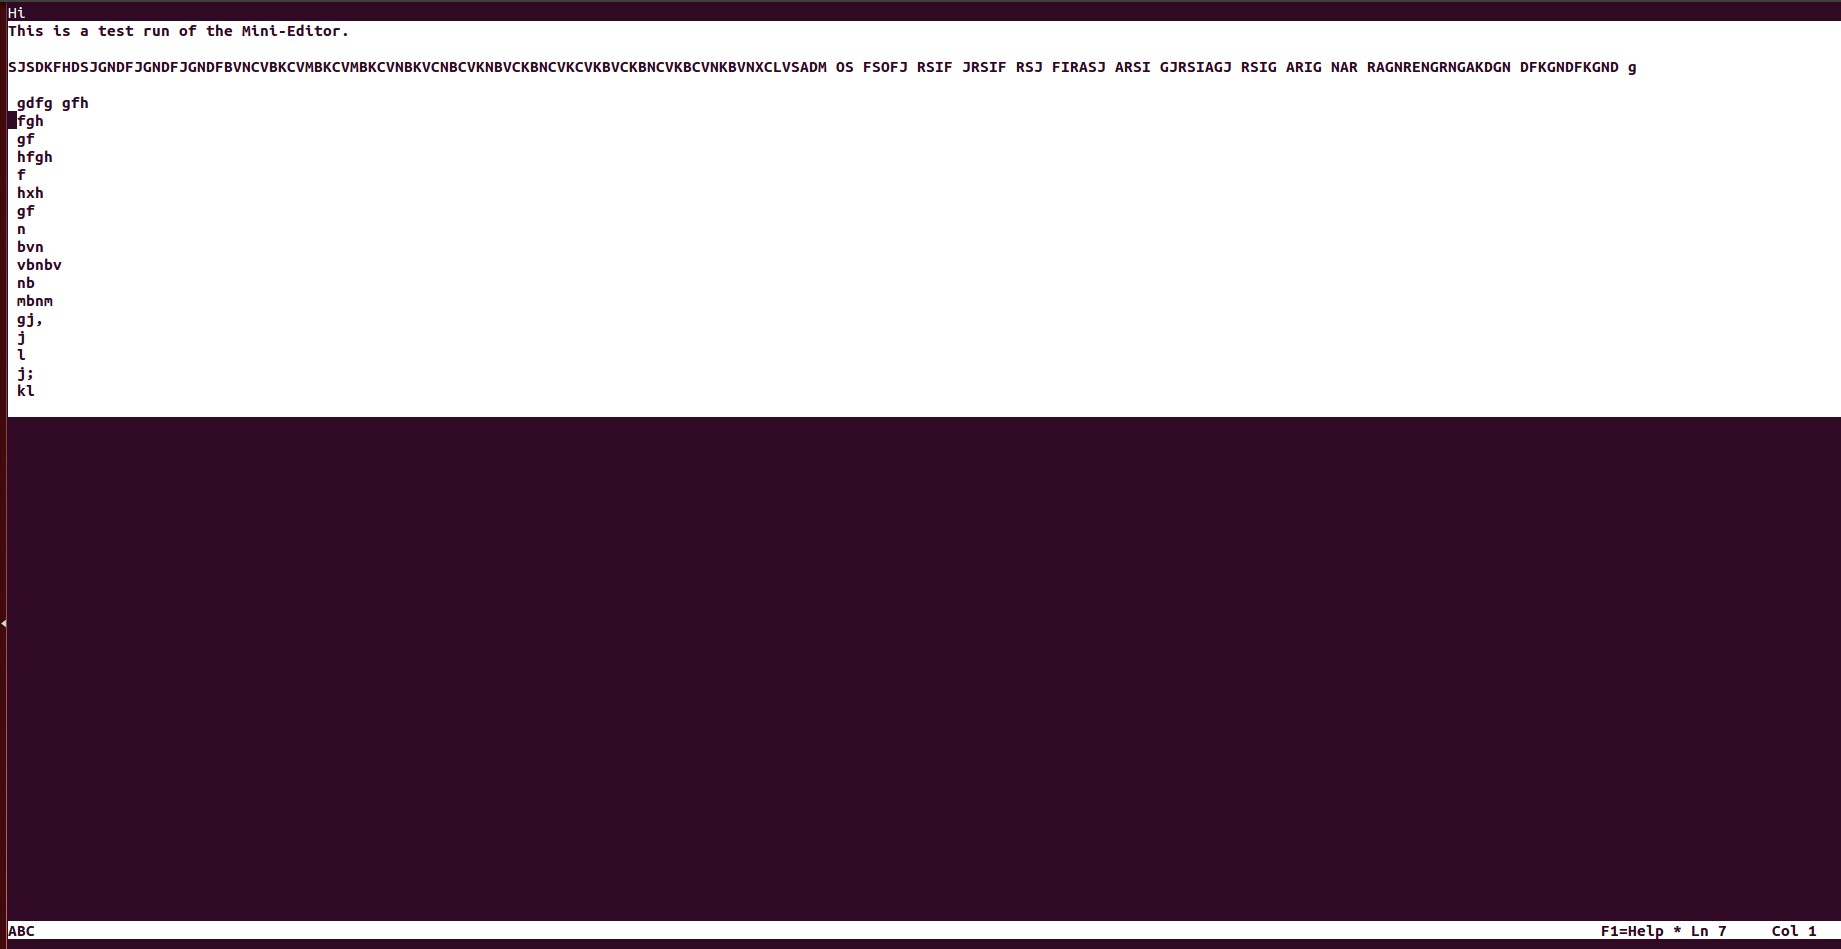 Hi
This is a test run of the Mini-Editor.
SJSDKFHDSJGNDFJGNDFJGNDFBVNCVBKCVMBKCVMBKCVNBKVCNBCVKNBVCKBNCVKCVKBVCKBNCVKBCVNKBVNXCLVSADM OS FSOFJ RSIF JRSIF RSJ FIRASJ ARSI GJRSIAGJ RSIG ARIG NAR RAGNRENGRNGAKDGN DFKGNDFKGND g
gdfg gfh
fgh
gf
hfgh
f
hxh
gf
n
bvn
vbnbv
nb
mbnm
gj,
j
l
j;
kl
ABC F1=Help * Ln 7 Col 1